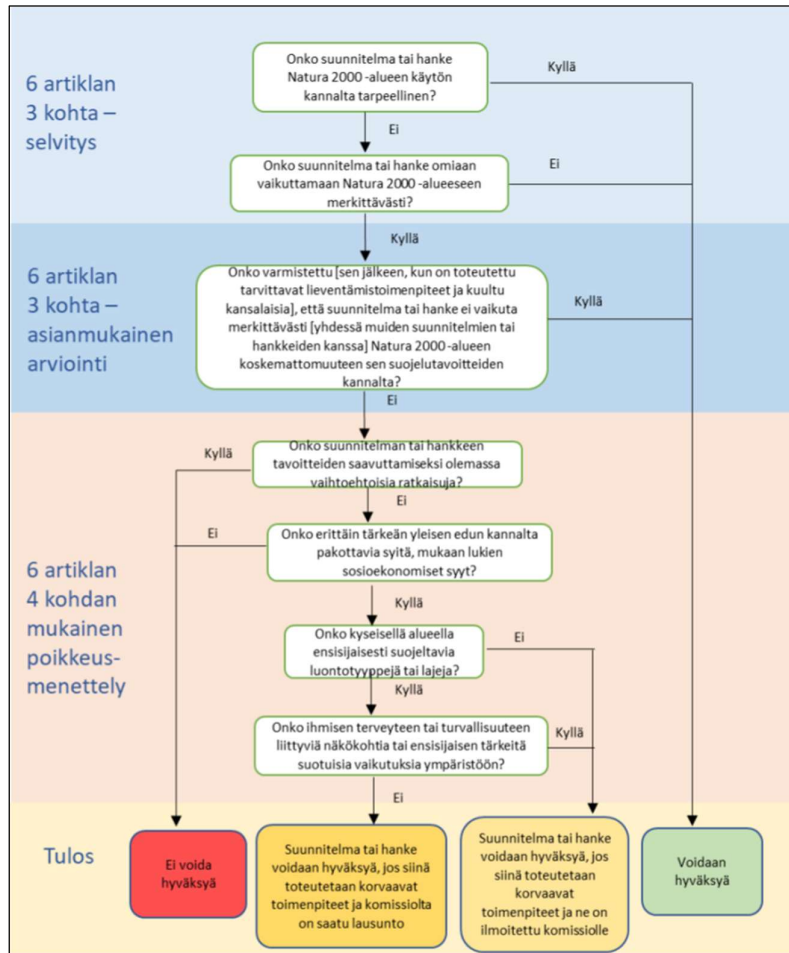 6 artiklan
3 kohta –
selvitys
Onko suunnitelma tai hanke
Natura 2000 -alueen käytön
kannalta tarpeellinen?
Kyllä
Ei
Onko suunnitelma tai hanke omiaan
vaikuttamaan Natura 2000 -alueeseen
merkittävästi?
Ei
Kyllä
6 artiklan
3 kohta –
asianmukainen
arviointi
Onko varmistettu [sen jälkeen, kun on toteutettu
tarvittavat lieventämistoimenpiteet ja kuultu
kansalaisia], että suunnitelma tai hanke ei vaikuta
merkittävästi [yhdessä muiden suunnitelmien tai
hankkeiden kanssa] Natura 2000 -alueen
koskemattomuuteen sen suojelutavoitteiden
kannalta?
Kyllä
Ei
6 artiklan
4 kohdan
mukainen
poikkeus-
menettely
Onko suunnitelman tai hankkeen
tavoitteiden saavuttamiseksi olemassa
vaihtoehtoisia ratkaisuja?
Kyllä
Ei
Onko erittäin tärkeän yleisen edun kannalta
pakottavia syitä, mukaan lukien
sosioekonomiset syyt?
Ei
Kyllä
Onko kyseisellä alueella
ensisijaisesti suojeltavia
luontotyyppejä tai lajeja?
Ei
Kyllä
Onko ihmisen terveyteen tai turvallisuuteen
liittyviä näkökohtia tai ensisijaisen tärkeitä
suotuisia vaikutuksia ympäristöön?
Kyllä
Ei
Tulos
Ei voida
hyväksyä
Suunnitelma tai hanke
voidaan hyväksyä, jos siinä
toteutetaan korvaavat
toimenpiteet ja komissiolta
on saatu lausunto
Suunnitelma tai hanke
voidaan hyväksyä, jos
siinä toteutetaan
korvaavat
toimenpiteet ja ne on
ilmoitettu komissiolle
Voidaan
hyväksyä